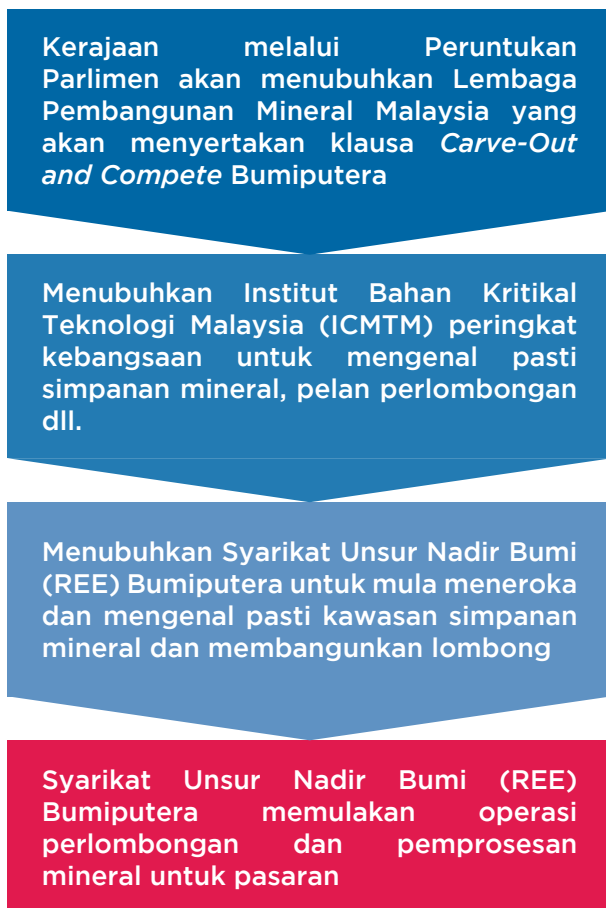 Kerajaan melalui Peruntukan
Parlimen akan menubuhkan Lembaga
Pembangunan Mineral Malaysia yang
akan menyertakan klausa Carve-Out
and Compete Bumiputera
Menubuhkan Institut Bahan Kritikal
Teknologi Malaysia (ICMTM) peringkat
kebangsaan untuk mengenal pasti
simpanan mineral, pelan perlombongan
dll.
Menubuhkan Syarikat Unsur Nadir Bumi
(REE) Bumiputera untuk mula meneroka
dan mengenal pasti kawasan simpanan
mineral dan membangunkan lombong
Syarikat Unsur Nadir Bumi (REE)
Bumiputera memulakan operasi
perlombongan dan pemprosesan
mineral untuk pasaran